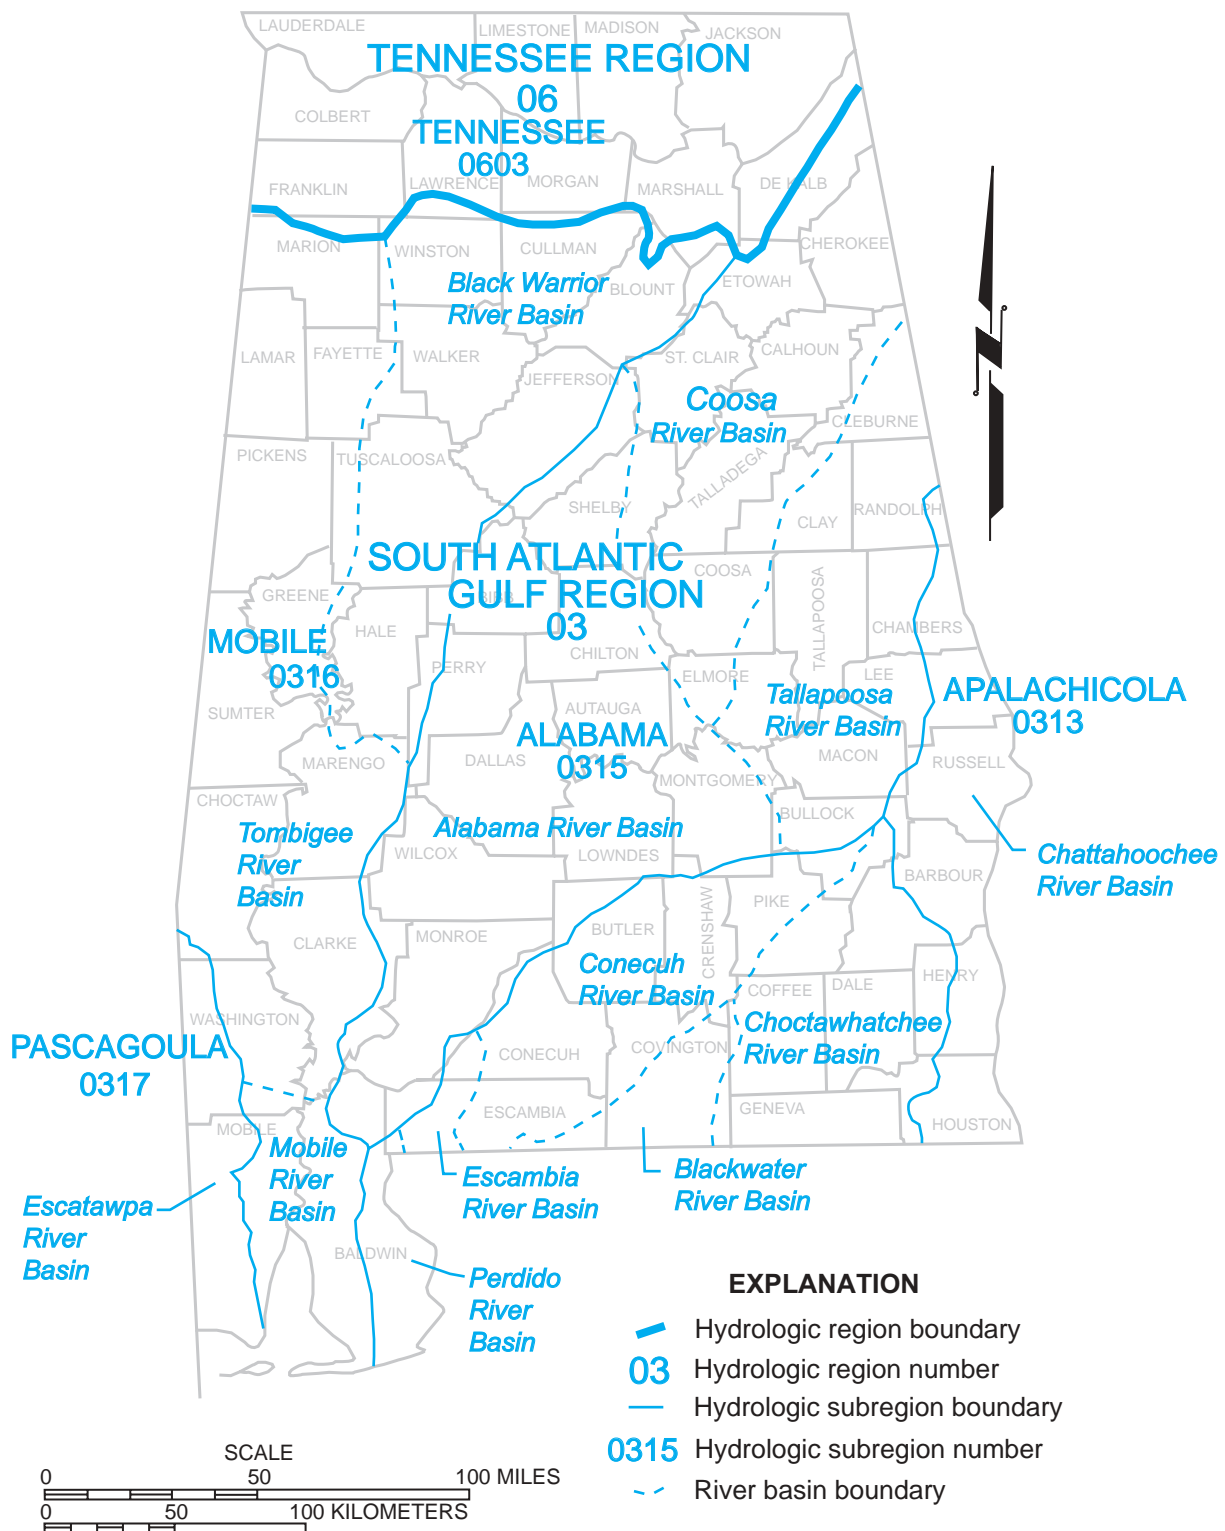 LAUDERDALE
LIMESTONE
MADISON
JACKSON
TENNESSEE REGION
06
COLBERT
TENNESSEE
0603
FRANKLIN
LAWRENCE
MORGAN
MARSHALL
DE KALB
MARION
WINSTON
CULLMAN
CHEROKEE
Black Warrior
River Basin
BLOUNT
ETOWAH
LAMAR
FAYETTE
WALKER
ST. CLAIR
CALHOUN
JEFFERSON
Coosa
River Basin
CLEBURNE
PICKENS
TUSCALOOSA
TALLADEGA
SHELBY
CLAY
RANDOLPH
SOUTH ATLANTIC
GULF REGION
03
COOSA
TALLAPOOSA
GREENE
BIBB
HALE
CHAMBERS
MOBILE
0316
PERRY
CHILTON
ELMORE
LEE
Tallapoosa
River Basin
APALACHICOLA
0313
SUMTER
AUTAUGA
ALABAMA
0315
MARENGO
DALLAS
MONTGOMERY
MACON
RUSSELL
CHOCTAW
BULLOCK
Tombigee
River
Basin
Alabama River Basin
WILCOX
LOWNDES
Chattahoochee
River Basin
BARBOUR
PIKE
CRENSHAW
CLARKE
MONROE
BUTLER
Conecuh
River Basin
COFFEE
DALE
HENRY
WASHINGTON
Choctawhatchee
River Basin
PASCAGOULA
0317
CONECUH
COVINGTON
ESCAMBIA
GENEVA
HOUSTON
MOBILE
Mobile
River
Basin
Escambia
River Basin
Blackwater
River Basin
Escatawpa
River
Basin
BALDWIN
Perdido
River
Basin
EXPLANATION
Hydrologic region boundary
03 Hydrologic region number
Hydrologic subregion boundary
0315 Hydrologic subregion number
River basin boundary
SCALE
0 50 100 MILES
0 50 100 KILOMETERS